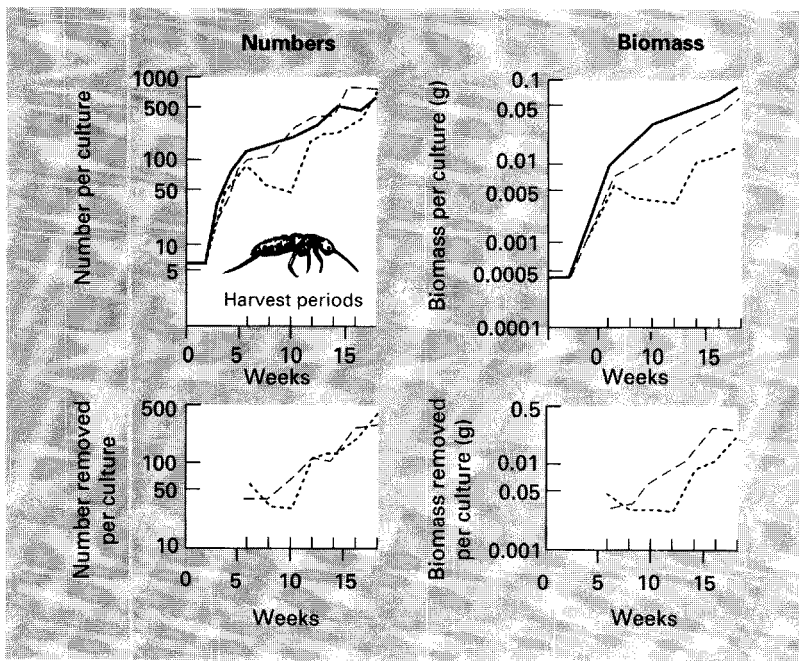 Numbers
Number per culture
1000
500
100
50
10
5
Harvest periods
0 5 10 15
Weeks
Biomass
Biomass per culture (g)
0.1
0.05
0.01
0.005
0.001
0.0005
0.0001
0 10 15
Weeks
Number removed
per culture
500
100
50
10
0 5 10 15
Weeks
Biomass removed
per culture (g)
0.5
0.01
0.05
0.001
0 5 10 15
Weeks